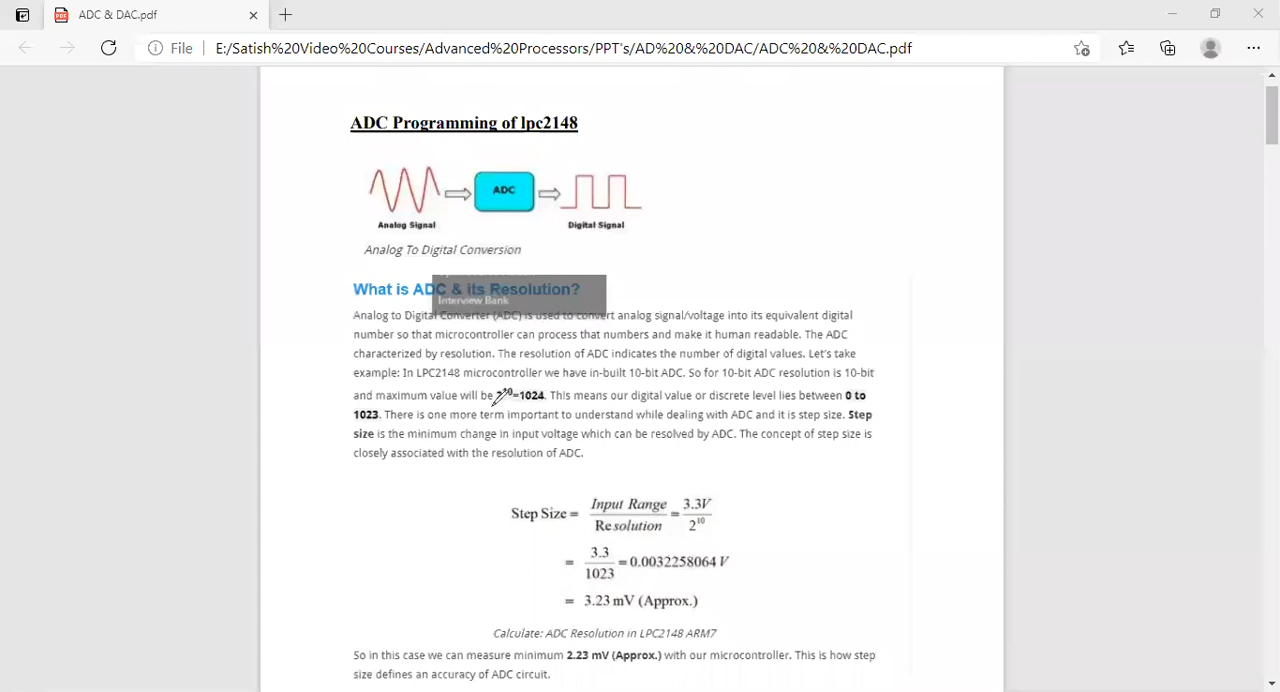 ADC & DAC.pdf
File
E:/Satish%20Video%20Courses/Advanced%20Processors/PPT's/AD%20&%20DAC/ADC%20&%20DAC.pdf
ADC Programming of lpc2148
ADC
Analog Signal
Digital Signal
Analog To Digital Conversion
What is ADC & its Resolution?
Interview Bank
Analog to Digital Converter (ADC) is used to convert analog signal/voltage into its equivalent digital
number so that microcontroller can process that numbers and make it human readable. The ADC
characterized by resolution. The resolution of ADC indicates the number of digital values. Let's take
example: In LPC2148 microcontroller we have in-built 10-bit ADC. So for 10-bit ADC resolution is 10-bit
and maximum value will be 2^10=1024. This means our digital value or discrete level lies between 0 to
1023. There is one more term important to understand while dealing with ADC and it is step size. Step
size is the minimum change in input voltage which can be resolved by ADC. The concept of step size is
closely associated with the resolution of ADC.
Step Size = Input Range / Resolution = 3.3V / 2^10
= 3.3 / 1023 = 0.0032258064 V
= 3.23 mV (Approx.)
Calculate: ADC Resolution in LPC2148 ARM7
So in this case we can measure minimum 2.23 mV (Approx.) with our microcontroller. This is how step
size defines an accuracy of ADC circuit.